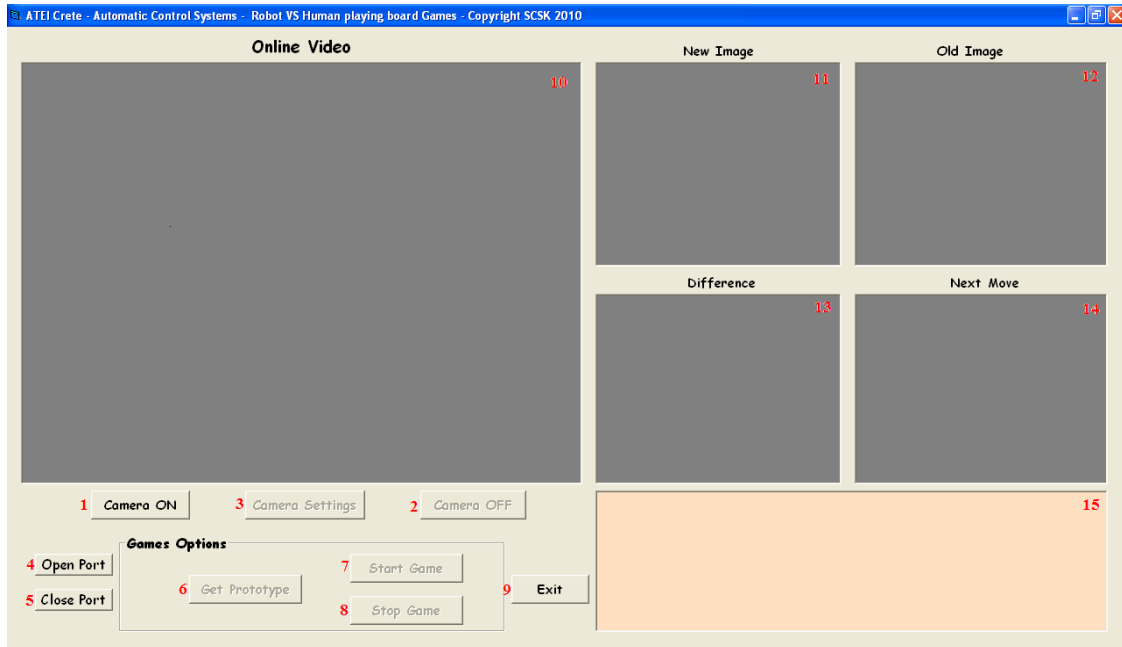 ATEI Crete - Automatic Control Systems - Robot VS Human playing board Games - Copyright SCSK 2010
Online Video
New Image
Old Image
10
11
12
Difference
Next Move
13
14
1 Camera ON
3 Camera Settings
2 Camera OFF
15
Games Options
4 Open Port
7 Start Game
6 Get Prototype
9 Exit
5 Close Port
8 Stop Game